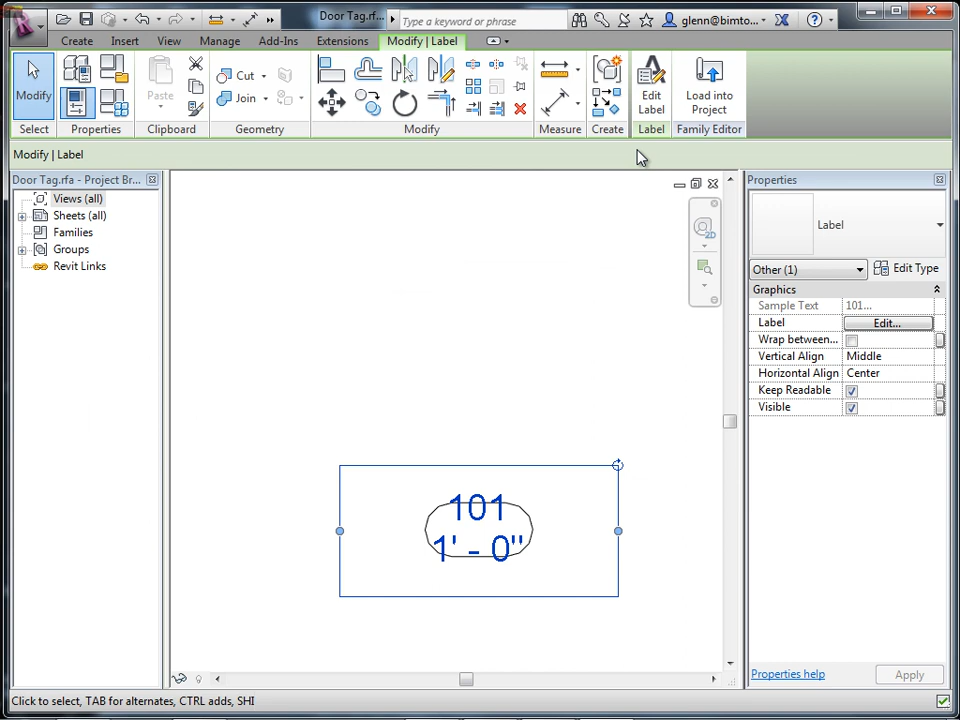 Door Tag.rfa...
Type a keyword or phrase
glenn@bimto...
Create
Insert
View
Manage
Add-Ins
Extensions
Modify | Label
Modify
Paste
Cut
Join
Edit
Label
Load into
Project
Select
Properties
Clipboard
Geometry
Modify
Measure
Create
Label
Family Editor
Modify | Label
Door Tag.rfa - Project Br...
Views (all)
Sheets (all)
Families
Groups
Revit Links
2D
101
1' - 0"
Properties
Label
Other (1)
Edit Type
Graphics
Sample Text 101...
Label Edit...
Wrap between...
Vertical Align Middle
Horizontal Align Center
Keep Readable
Visible
Properties help
Apply
Click to select, TAB for alternates, CTRL adds, SHI